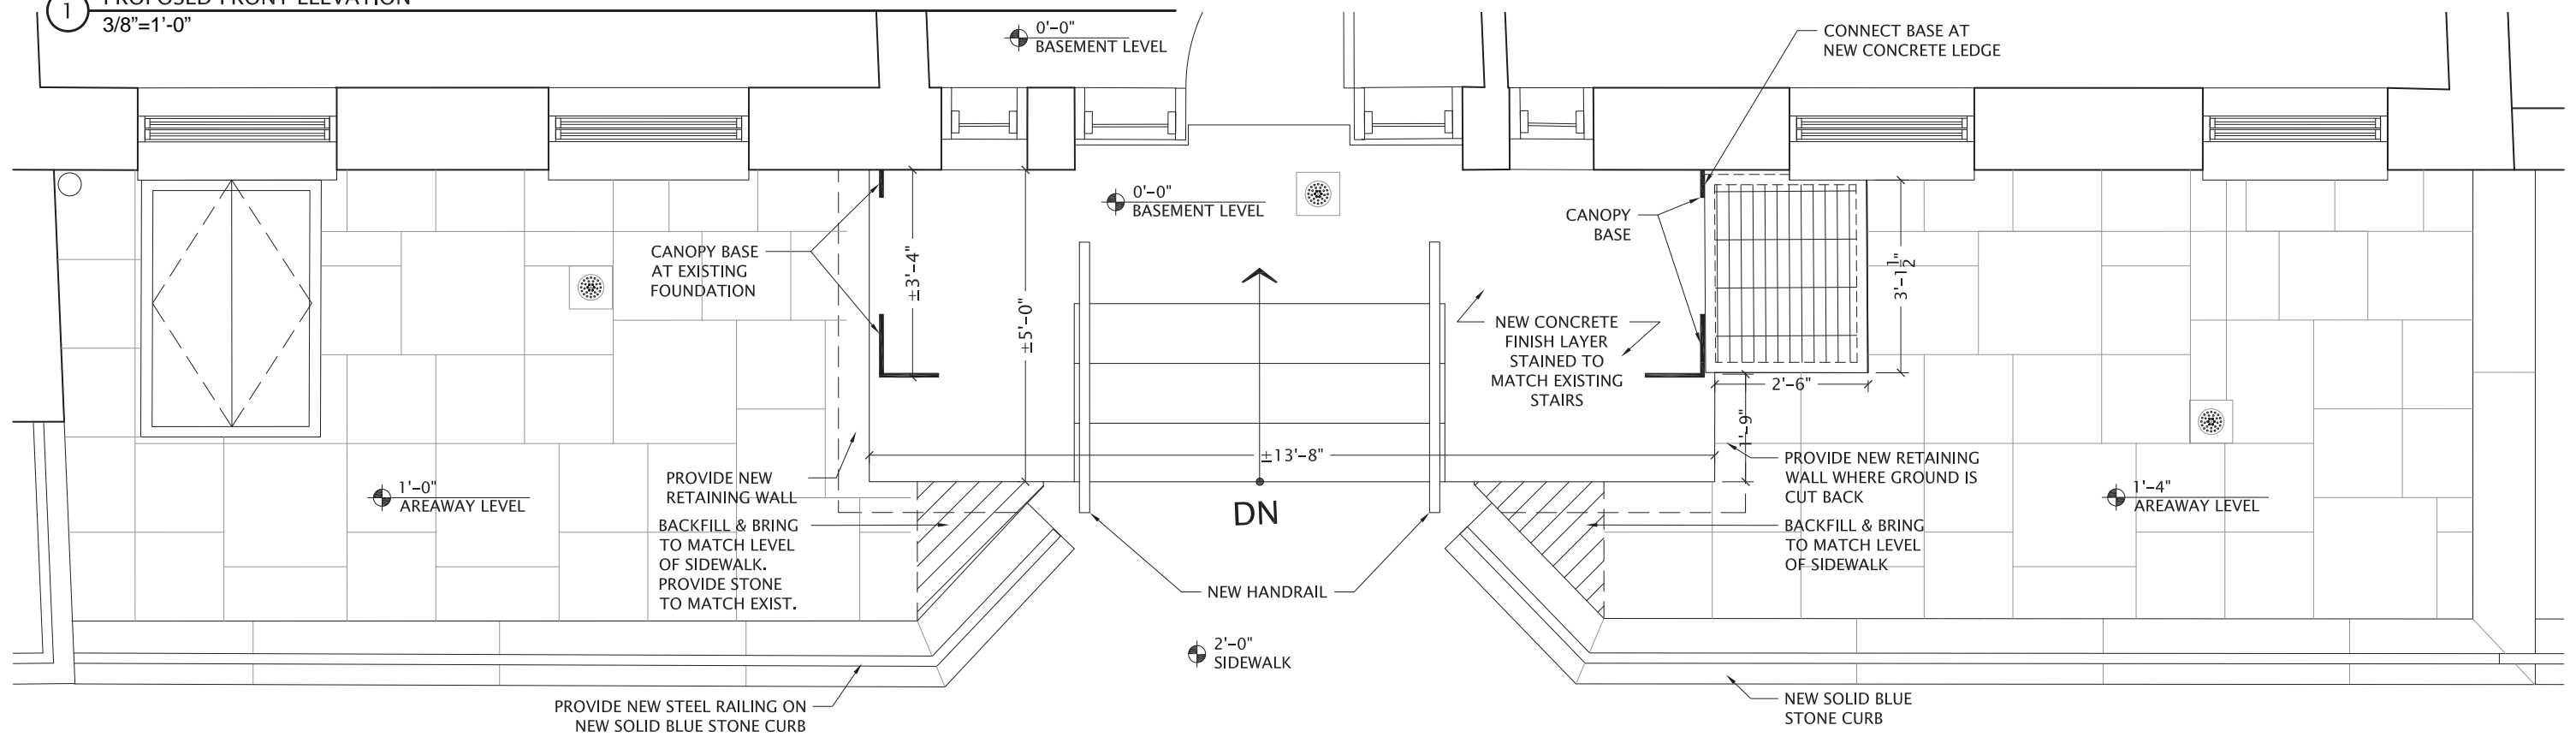 1
PROPOSED FRONT ELEVATION
3/8"=1'-0"
0'-0"
BASEMENT LEVEL
CONNECT BASE AT
NEW CONCRETE LEDGE
0'-0"
BASEMENT LEVEL
CANOPY
BASE
CANOPY BASE
AT EXISTING
FOUNDATION
±3'-4"
±5'-0"
3'-1 1/2"
NEW CONCRETE
FINISH LAYER
STAINED TO
MATCH EXISTING
STAIRS
2'-6"
1'-9"
±13'-8"
PROVIDE NEW
RETAINING WALL
PROVIDE NEW RETAINING
WALL WHERE GROUND IS
CUT BACK
1'-0"
AREAWAY LEVEL
1'-4"
AREAWAY LEVEL
DN
BACKFILL & BRING
TO MATCH LEVEL
OF SIDEWALK.
PROVIDE STONE
TO MATCH EXIST.
BACKFILL & BRING
TO MATCH LEVEL
OF SIDEWALK
NEW HANDRAIL
2'-0"
SIDEWALK
PROVIDE NEW STEEL RAILING ON
NEW SOLID BLUE STONE CURB
NEW SOLID BLUE
STONE CURB